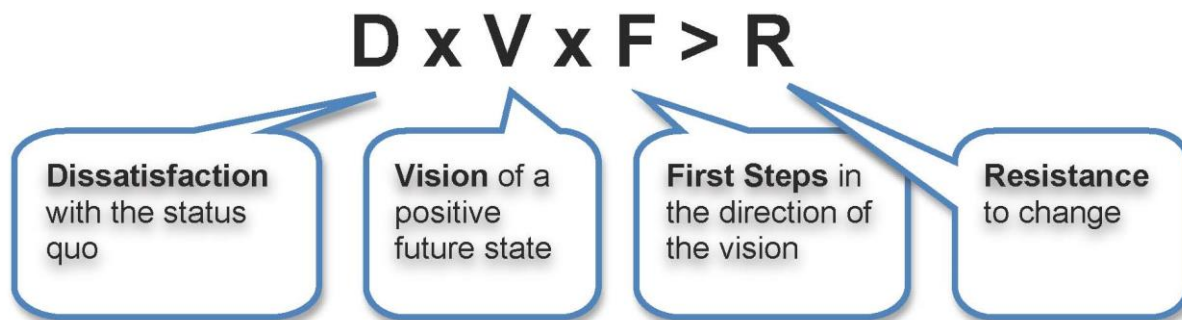 D x V x F > R
Dissatisfaction
with the status
quo
Vision of a
positive
future state
First Steps in
the direction of
the vision
Resistance
to change